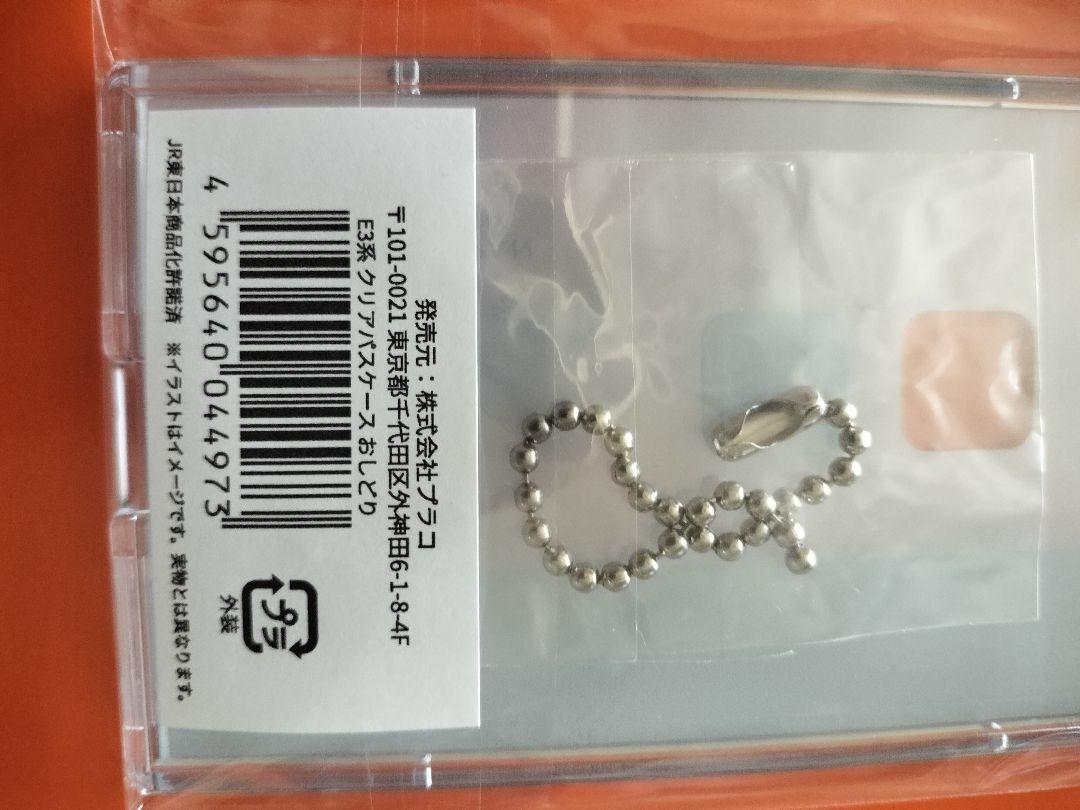 発売元：株式会社プラコ
〒101-0021 東京都千代田区外神田6-1-8-4F
E3系 クリアパスケース おしどり
4 595640 044973
プラ
外装
JR東日本商品化許諾済　※イラストはイメージです。実物とは異なります。